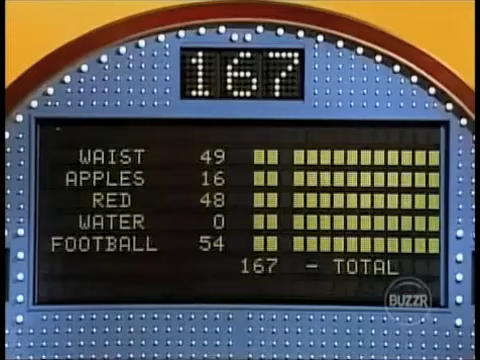 167
WAIST 49
APPLES 16
RED 48
WATER 0
FOOTBALL 54
167 - TOTAL
BUZZR